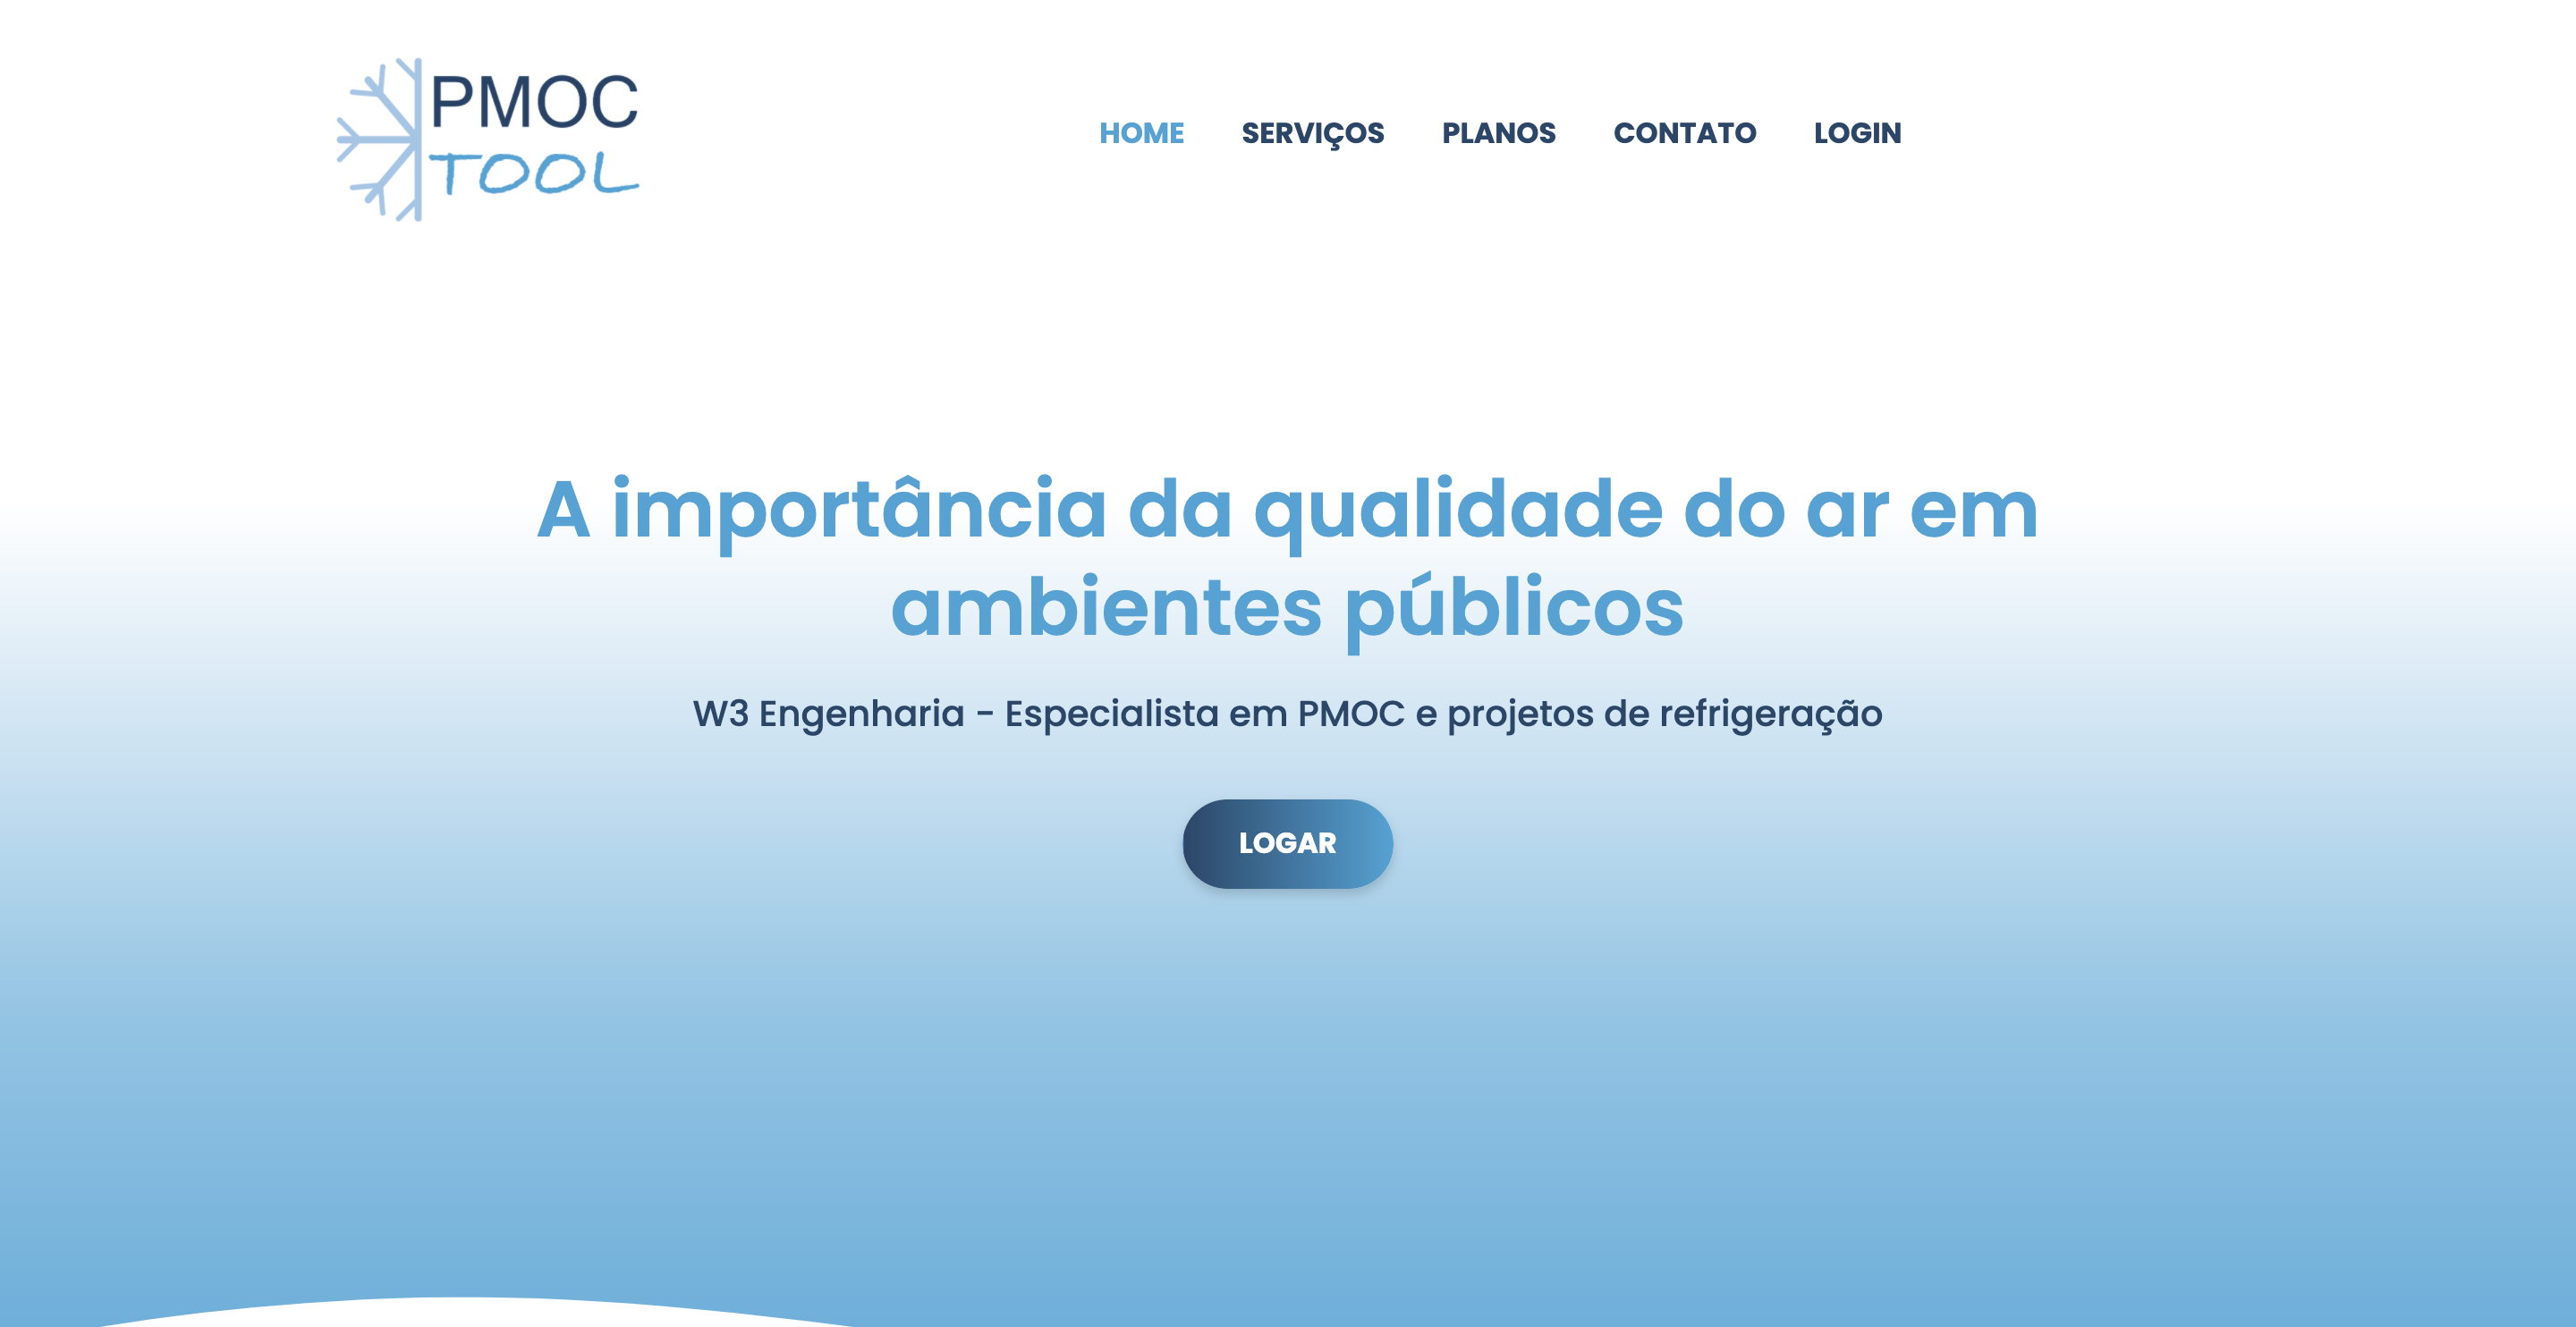 PMOC
TOOL
HOME SERVIÇOS PLANOS CONTATO LOGIN
A importância da qualidade do ar em
ambientes públicos
W3 Engenharia - Especialista em PMOC e projetos de refrigeração
LOGAR